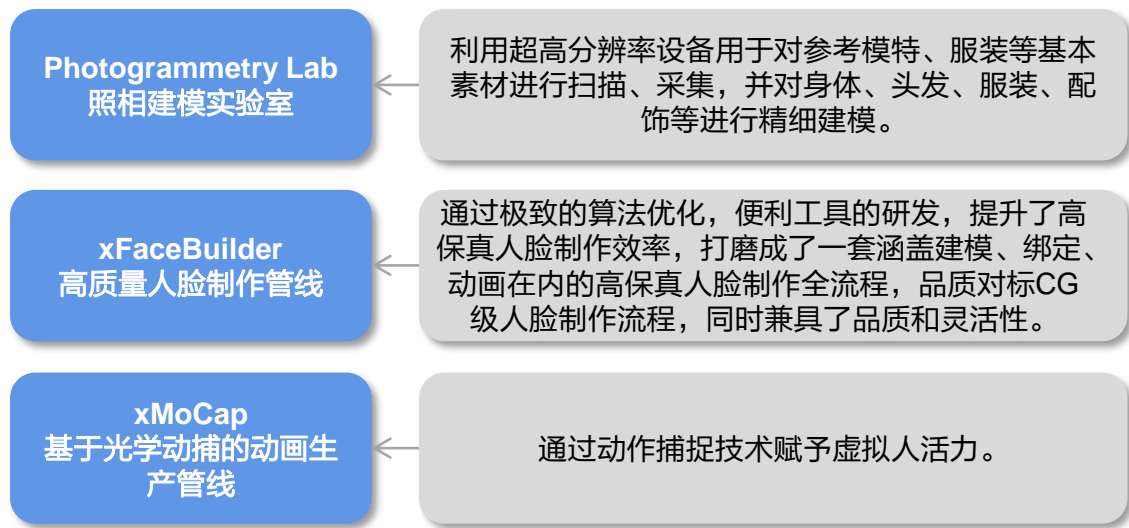 Photogrammetry Lab
照相建模实验室
利用超高分辨率设备用于对参考模特、服装等基本
素材进行扫描、采集，并对身体、头发、服装、配
饰等进行精细建模。
xFaceBuilder
高质量人脸制作管线
通过极致的算法优化，便利工具的研发，提升了高
保真人脸制作效率，打磨成了一套涵盖建模、绑定、
动画在内的高保真人脸制作全流程，品质对标CG
级人脸制作流程，同时兼具了品质和灵活性。
xMoCap
基于光学动捕的动画生
产管线
通过动作捕捉技术赋予虚拟人活力。